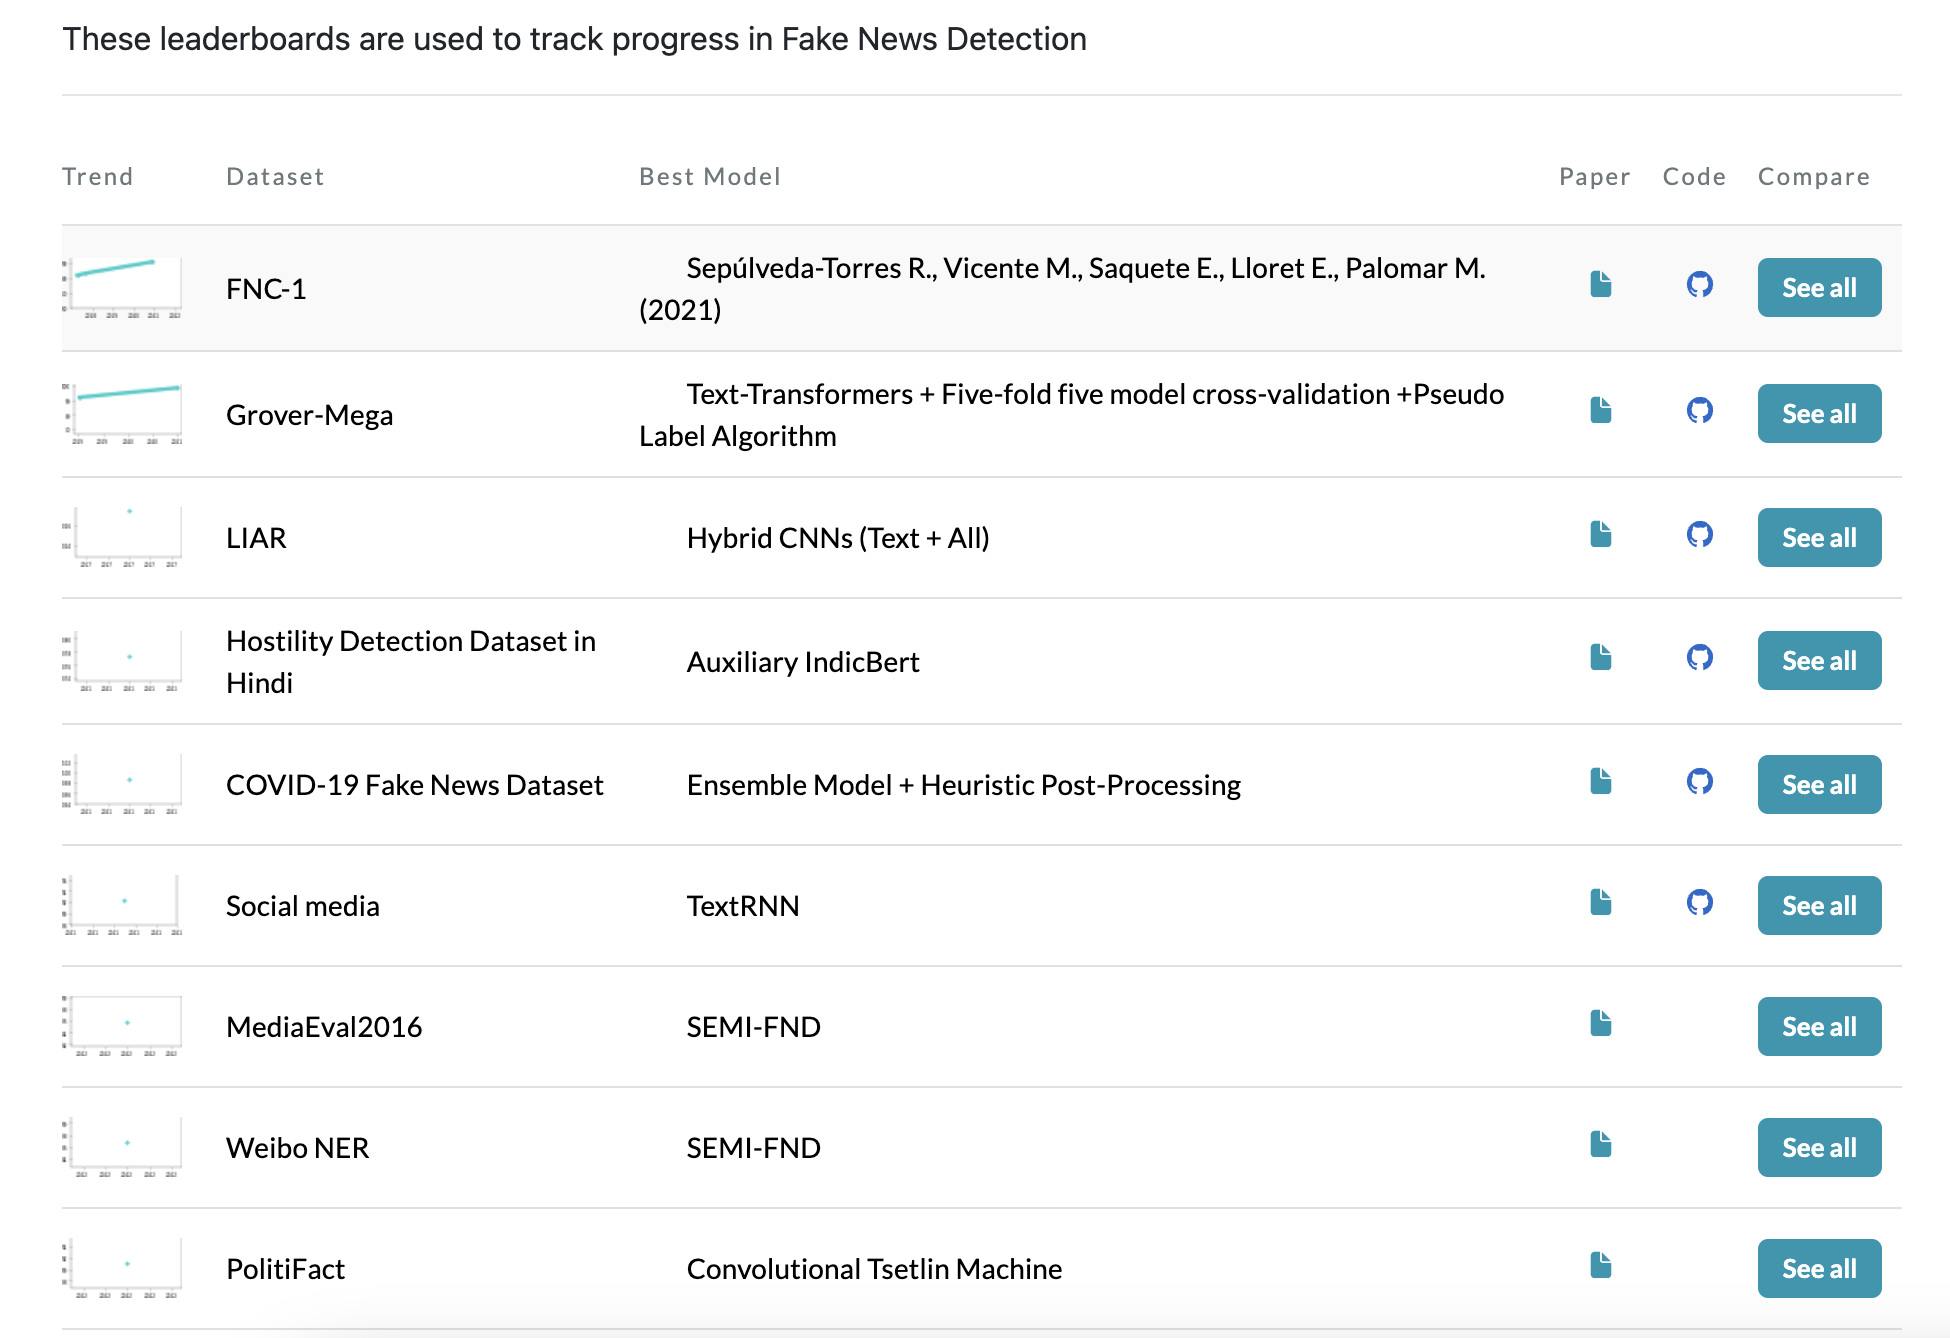 These leaderboards are used to track progress in Fake News Detection
Trend Dataset Best Model Paper Code Compare
FNC-1 Sepúlveda-Torres R., Vicente M., Saquete E., Lloret E., Palomar M. See all
(2021)
Grover-Mega Text-Transformers + Five-fold five model cross-validation +Pseudo See all
Label Algorithm
LIAR Hybrid CNNs (Text + All) See all
Hostility Detection Dataset in
Hindi Auxiliary IndicBert See all
COVID-19 Fake News Dataset Ensemble Model + Heuristic Post-Processing See all
Social media TextRNN See all
MediaEval2016 SEMI-FND See all
Weibo NER SEMI-FND See all
PolitiFact Convolutional Tsetlin Machine See all